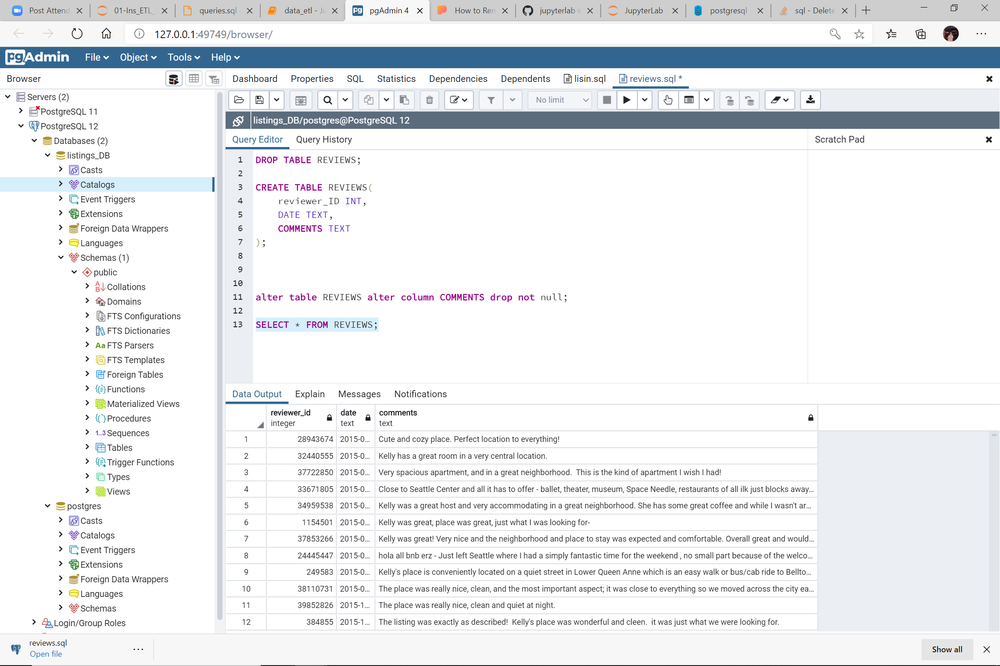 Post Attend
01-Ins_ETL_
queries.sql
data_etl - Ju
pgAdmin 4
How to Rem
jupyterlab w
JupyterLab
postgresql -
sql - Delete
127.0.0.1:49749/browser/
pgAdmin File Object Tools Help
Browser
Dashboard Properties SQL Statistics Dependencies Dependents lisin.sql reviews.sql *
No limit
listings_DB/postgres@PostgreSQL 12
Query Editor Query History
Scratch Pad
Servers (2)
PostgreSQL 11
PostgreSQL 12
Databases (2)
listings_DB
Casts
Catalogs
Event Triggers
Extensions
Foreign Data Wrappers
Languages
Schemas (1)
public
Collations
Domains
FTS Configurations
FTS Dictionaries
Aa FTS Parsers
FTS Templates
Foreign Tables
Functions
Materialized Views
Procedures
1..3 Sequences
Tables
Trigger Functions
Types
Views
postgres
Casts
Catalogs
Event Triggers
Extensions
Foreign Data Wrappers
Languages
Schemas
Login/Group Roles
1 DROP TABLE REVIEWS;
2
3 CREATE TABLE REVIEWS(
4 reviewer_ID INT,
5 DATE TEXT,
6 COMMENTS TEXT
7 );
8
9
10
11 alter table REVIEWS alter column COMMENTS drop not null;
12
13 SELECT * FROM REVIEWS;
Data Output Explain Messages Notifications
reviewer_id date comments
integer text text
1 28943674 2015-0... Cute and cozy place. Perfect location to everything!
2 32440555 2015-0... Kelly has a great room in a very central location.
3 37722850 2015-0... Very spacious apartment, and in a great neighborhood.  This is the kind of apartment I wish I had!
4 33671805 2015-0... Close to Seattle Center and all it has to offer - ballet, theater, museum, Space Needle, restaurants of all ilk just blocks away...
5 34959538 2015-0... Kelly was a great host and very accommodating in a great neighborhood. She has some great coffee and while I wasn't ar...
6 1154501 2015-0... Kelly was great, place was great, just what I was looking for-
7 37853266 2015-0... Kelly was great! Very nice and the neighborhood and place to stay was expected and comfortable. Overall great and would...
8 24445447 2015-0... hola all bnb erz - Just left Seattle where I had a simply fantastic time for the weekend , no small part because of the welco...
9 249583 2015-0... Kelly's place is conveniently located on a quiet street in Lower Queen Anne which is an easy walk or bus/cab ride to Bellto...
10 38110731 2015-0... The place was really nice, clean, and the most important aspect; it was close to everything so we moved across the city ea...
11 39852826 2015-1... The place was really nice, clean and quiet at night.
12 384855 2015-1... The listing was exactly as described!  Kelly's place was wonderful and cleen.  it was just what we were looking for.
reviews.sql
Open file
Show all